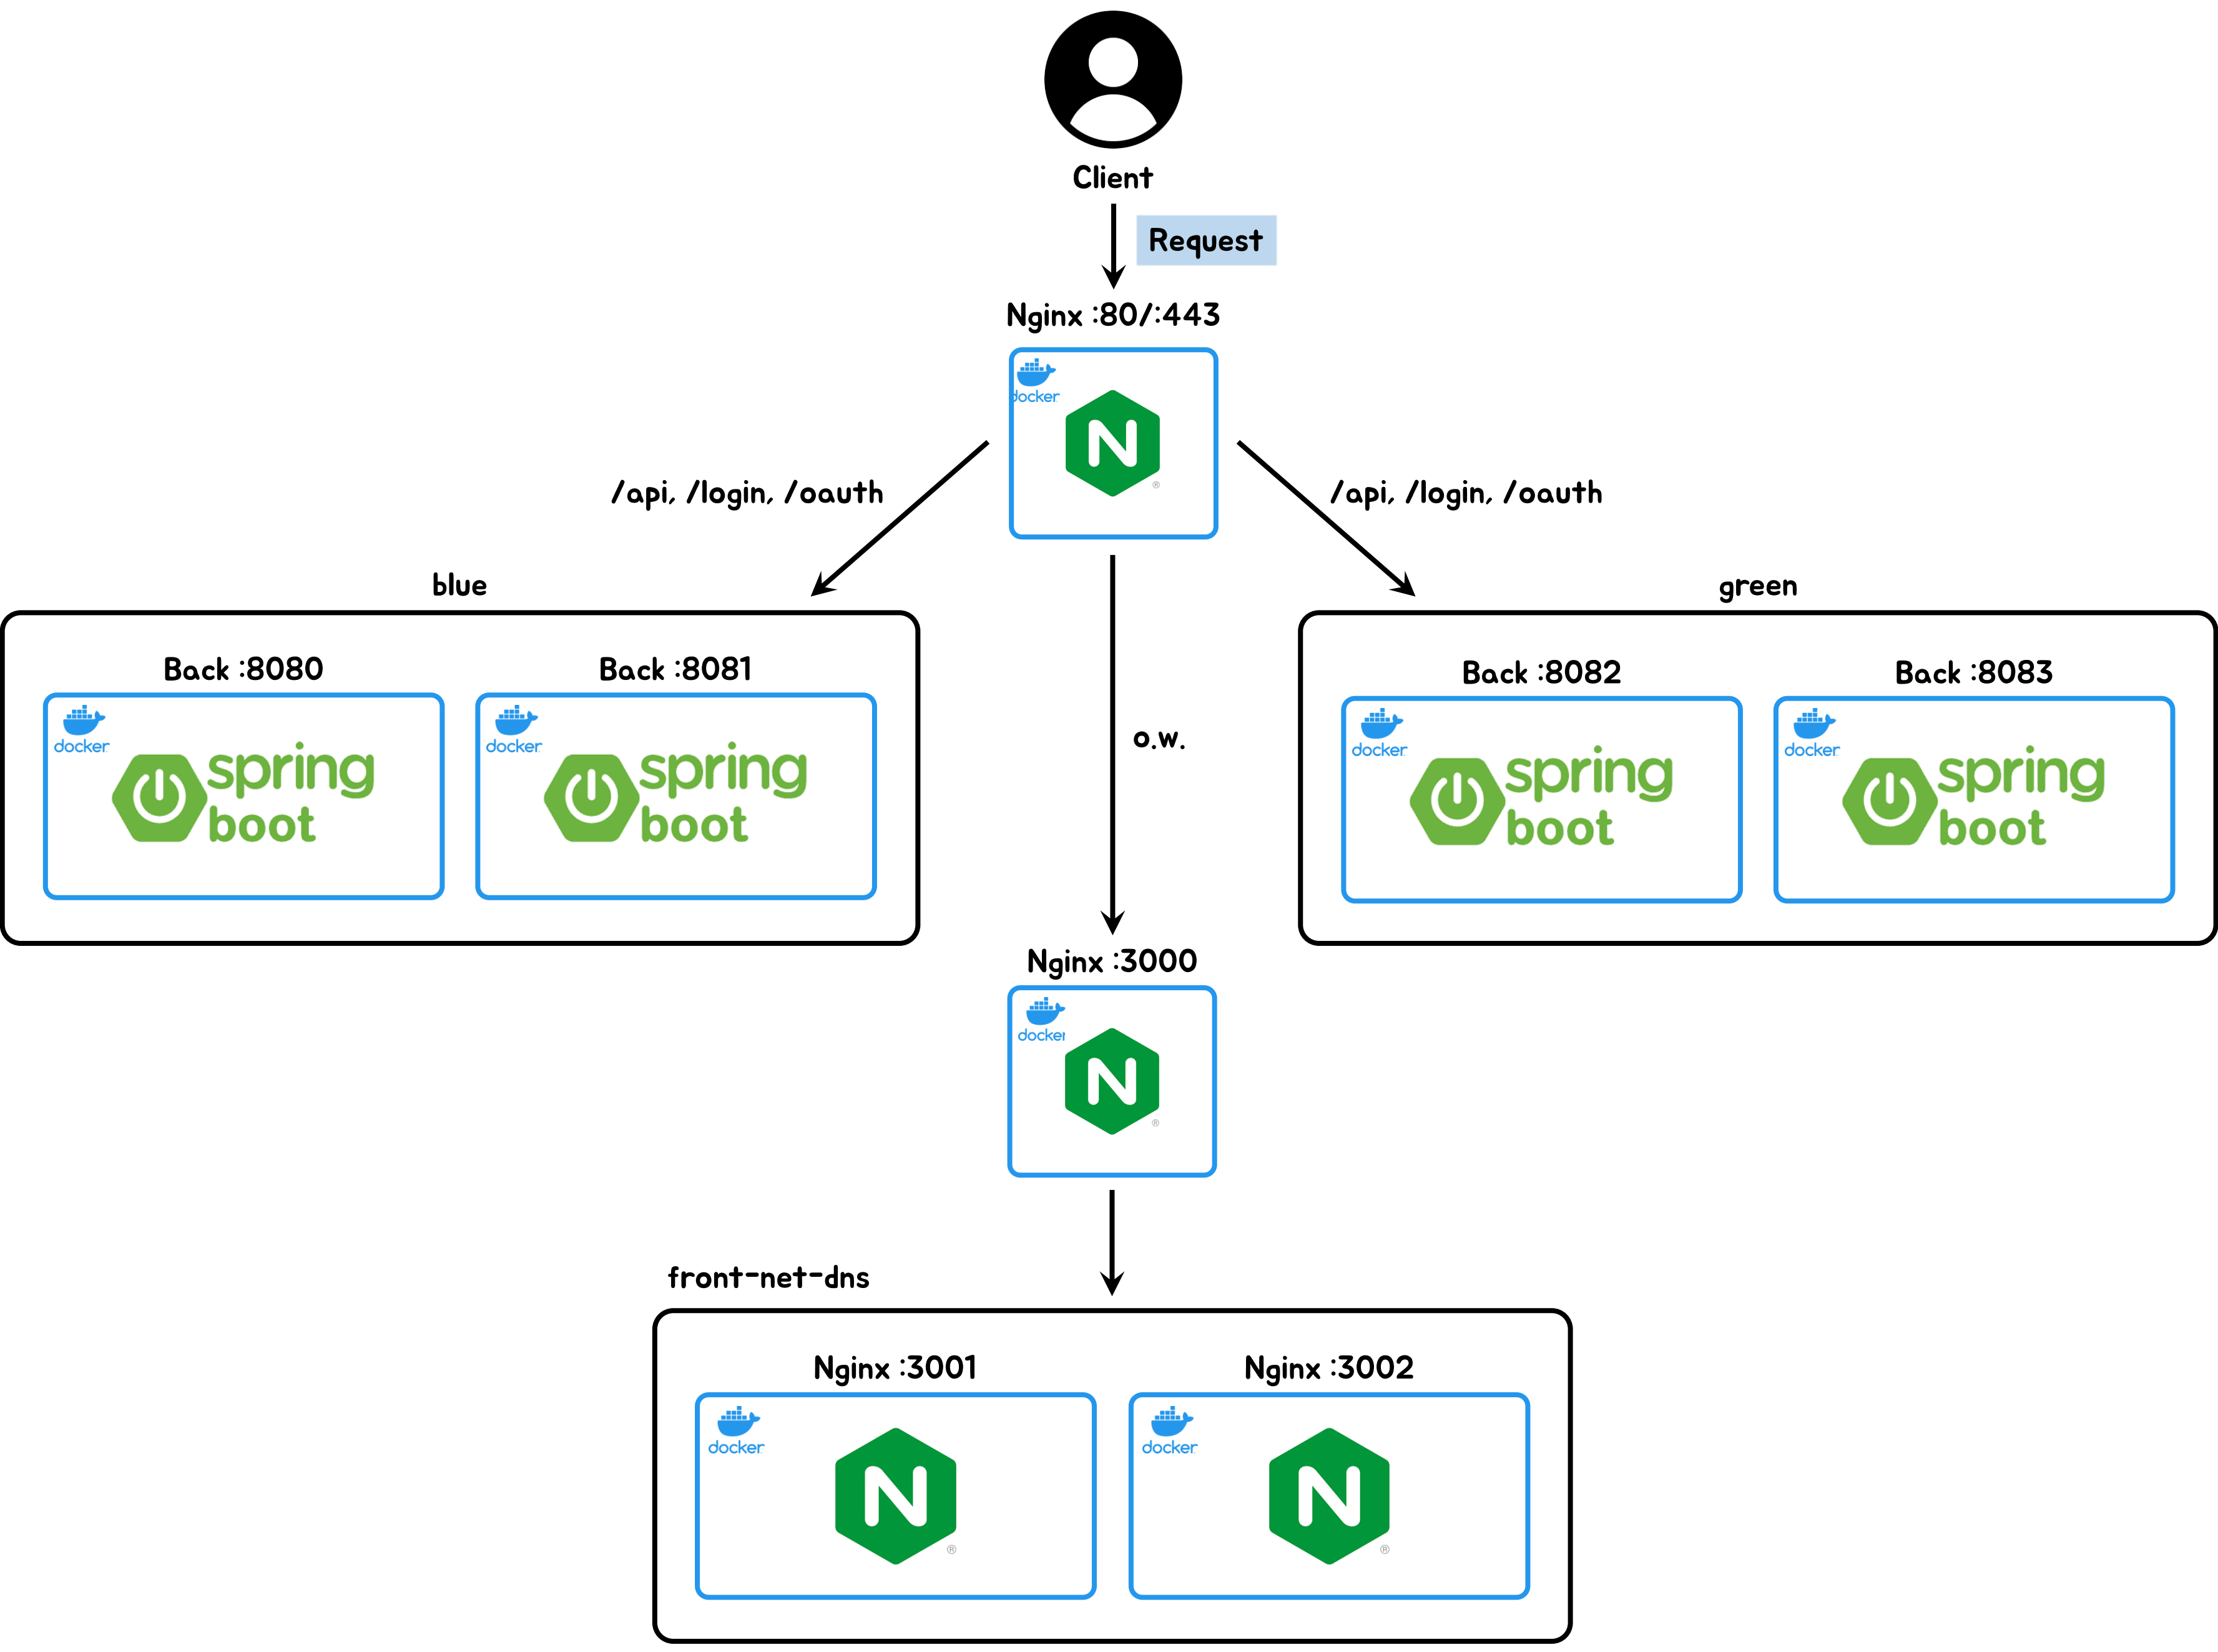 Client
Request
Nginx :80/:443
docker
N
®
/api, /login, /oauth
/api, /login, /oauth
blue
green
Back :8080
Back :8081
Back :8082
Back :8083
docker
spring
boot
docker
spring
boot
docker
spring
boot
docker
spring
boot
o.w.
Nginx :3000
docker
N
®
front-net-dns
Nginx :3001
Nginx :3002
docker
N
®
docker
N
®